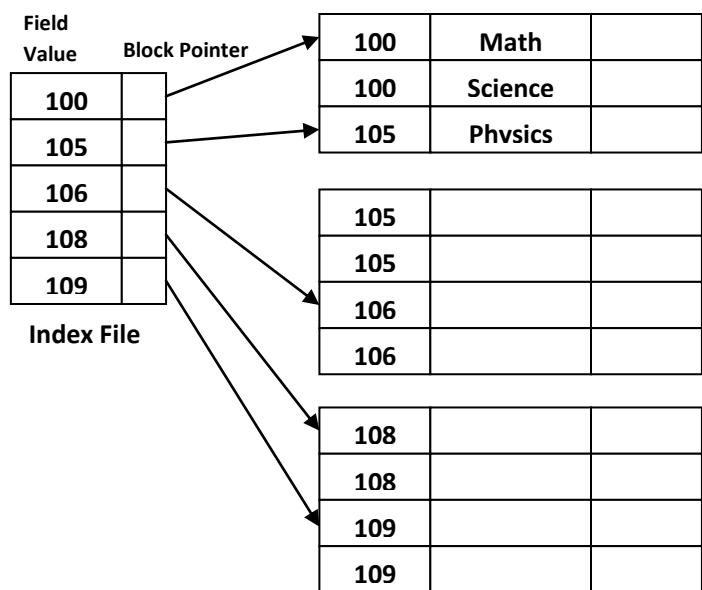 Field
Value
Block Pointer
100
105
106
108
109
Index File
100 Math
100 Science
105 Phvsics
105
105
106
106
108
108
109
109